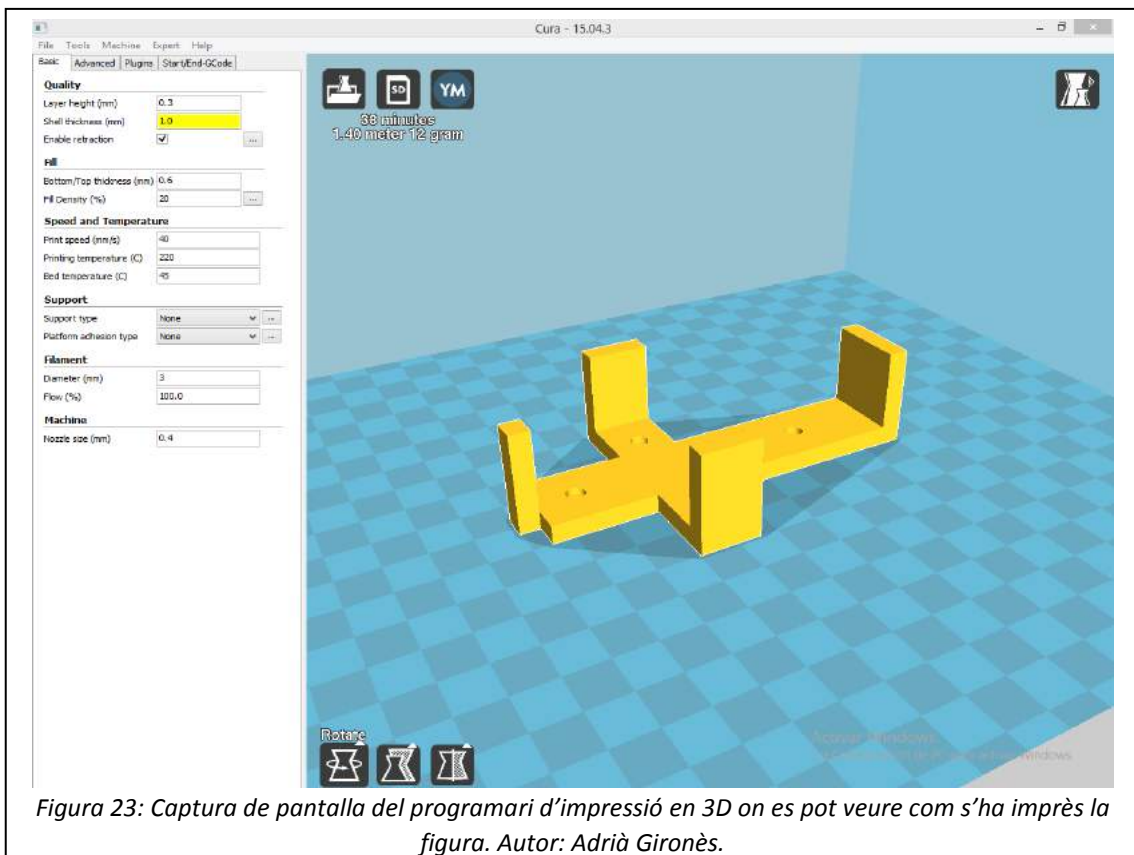 Cura - 15.04.3
File Tools Machine Expert Help
Basic Advanced Plugins Start/End-GCode
Quality
Layer height (mm) 0.3
Shell thickness (mm) 1.0
Enable retraction ...
Fill
Bottom/Top thickness (mm) 0.6
Fill Density (%) 20 ...
Speed and Temperature
Print speed (mm/s) 40
Printing temperature (C) 220
Bed temperature (C) 45
Support
Support type None ...
Platform adhesion type None ...
Filament
Diameter (mm) 3
Flow (%) 100.0
Machine
Nozzle size (mm) 0.4
SD YM
38 minutes
1.40 meter 12 gram
Rotate
Activar Windows
Windows.
Figura 23: Captura de pantalla del programari d'impressió en 3D on es pot veure com s'ha imprès la
figura. Autor: Adrià Gironès.